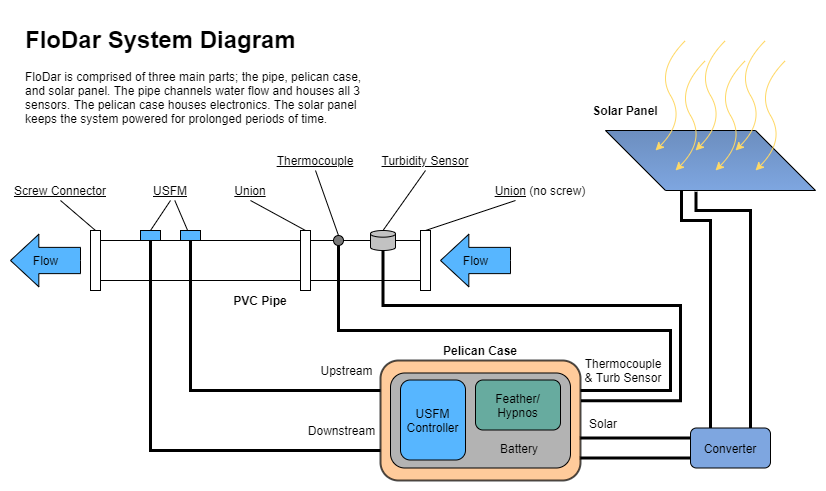 FloDar System Diagram
FloDar is comprised of three main parts; the pipe, pelican case,
and solar panel. The pipe channels water flow and houses all 3
sensors. The pelican case houses electronics. The solar panel
keeps the system powered for prolonged periods of time.
Solar Panel
Thermocouple
Turbidity Sensor
Screw Connector
USFM
Union
Union (no screw)
Flow
Flow
PVC Pipe
Pelican Case
Upstream
Thermocouple
& Turb Sensor
Feather/
Hypnos
USFM
Controller
Downstream
Solar
Battery
Converter